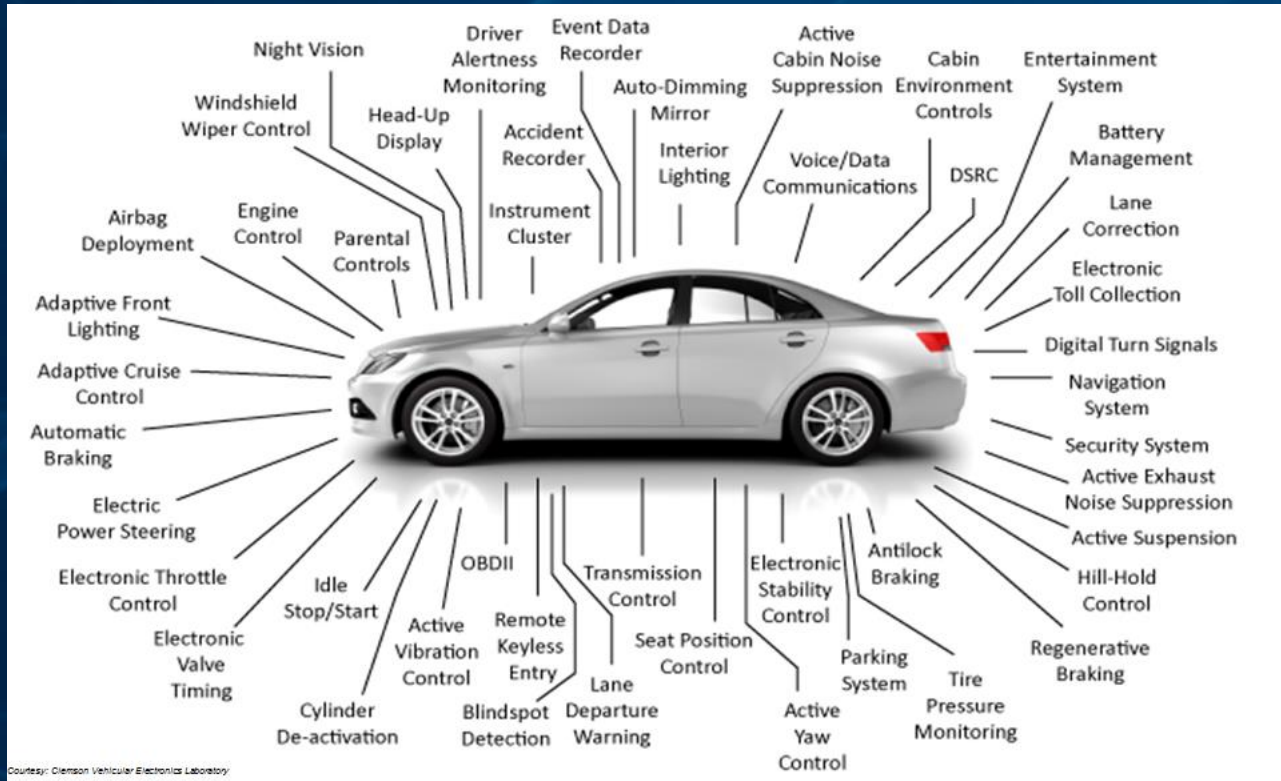 Night Vision
Driver
Alertness
Monitoring
Event Data
Recorder
Active
Cabin Noise
Suppression
Cabin
Environment
Controls
Entertainment
System
Windshield
Wiper Control
Head-Up
Display
Accident
Recorder
Auto-Dimming
Mirror
Interior
Lighting
Voice/Data
Communications
DSRC
Battery
Management
Airbag
Deployment
Engine
Control
Parental
Controls
Instrument
Cluster
Lane
Correction
Electronic
Toll Collection
Adaptive Front
Lighting
Digital Turn Signals
Adaptive Cruise
Control
Navigation
System
Automatic
Braking
Security System
Electric
Power Steering
Active Exhaust
Noise Suppression
Active Suspension
Electronic Throttle
Control
Idle
Stop/Start
OBDII
Transmission
Control
Electronic
Stability
Control
Antilock
Braking
Hill-Hold
Control
Electronic
Valve
Timing
Active
Vibration
Control
Remote
Keyless
Entry
Seat Position
Control
Parking
System
Regenerative
Braking
Cylinder
De-activation
Blindspot
Detection
Lane
Departure
Warning
Active
Yaw
Control
Tire
Pressure
Monitoring
Courtesy: Clemson Vehicular Electronics Laboratory